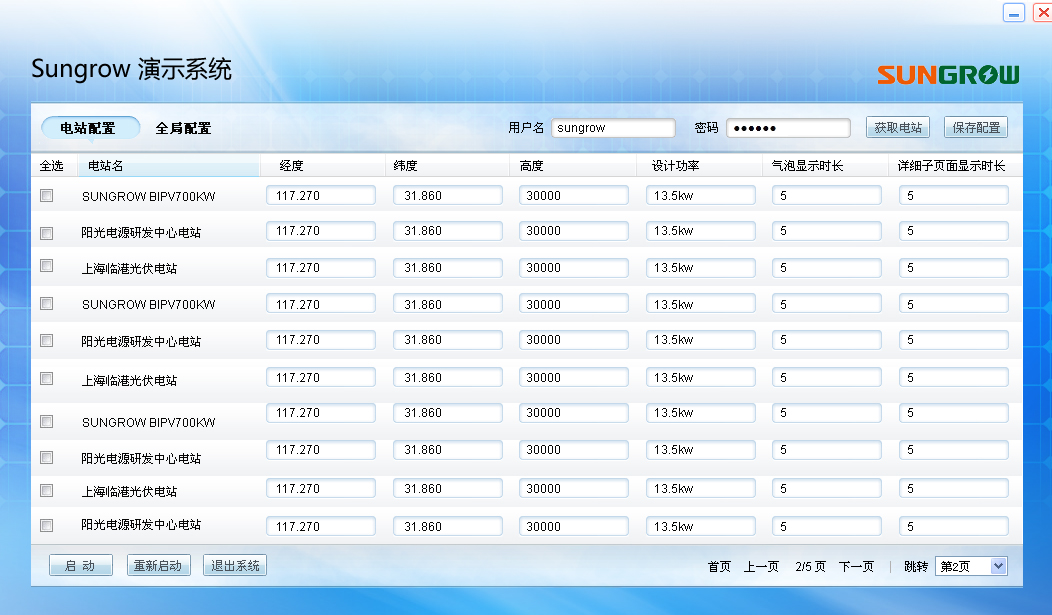 Sungrow 演示系统
SUNGROW
电站配置 全局配置 用户名 sungrow 密码 ●●●●●● 获取电站 保存配置
全选 电站名 经度 纬度 高度 设计功率 气泡显示时长 详细子页面显示时长
SUNGROW BIPV700KW 117.270 31.860 30000 13.5kw 5 5
阳光电源研发中心电站 117.270 31.860 30000 13.5kw 5 5
上海临港光伏电站 117.270 31.860 30000 13.5kw 5 5
SUNGROW BIPV700KW 117.270 31.860 30000 13.5kw 5 5
阳光电源研发中心电站 117.270 31.860 30000 13.5kw 5 5
上海临港光伏电站 117.270 31.860 30000 13.5kw 5 5
SUNGROW BIPV700KW 117.270 31.860 30000 13.5kw 5 5
阳光电源研发中心电站 117.270 31.860 30000 13.5kw 5 5
上海临港光伏电站 117.270 31.860 30000 13.5kw 5 5
阳光电源研发中心电站 117.270 31.860 30000 13.5kw 5 5
启 动 重新启动 退出系统 首页 上一页 2/5 页 下一页 | 跳转 第2页